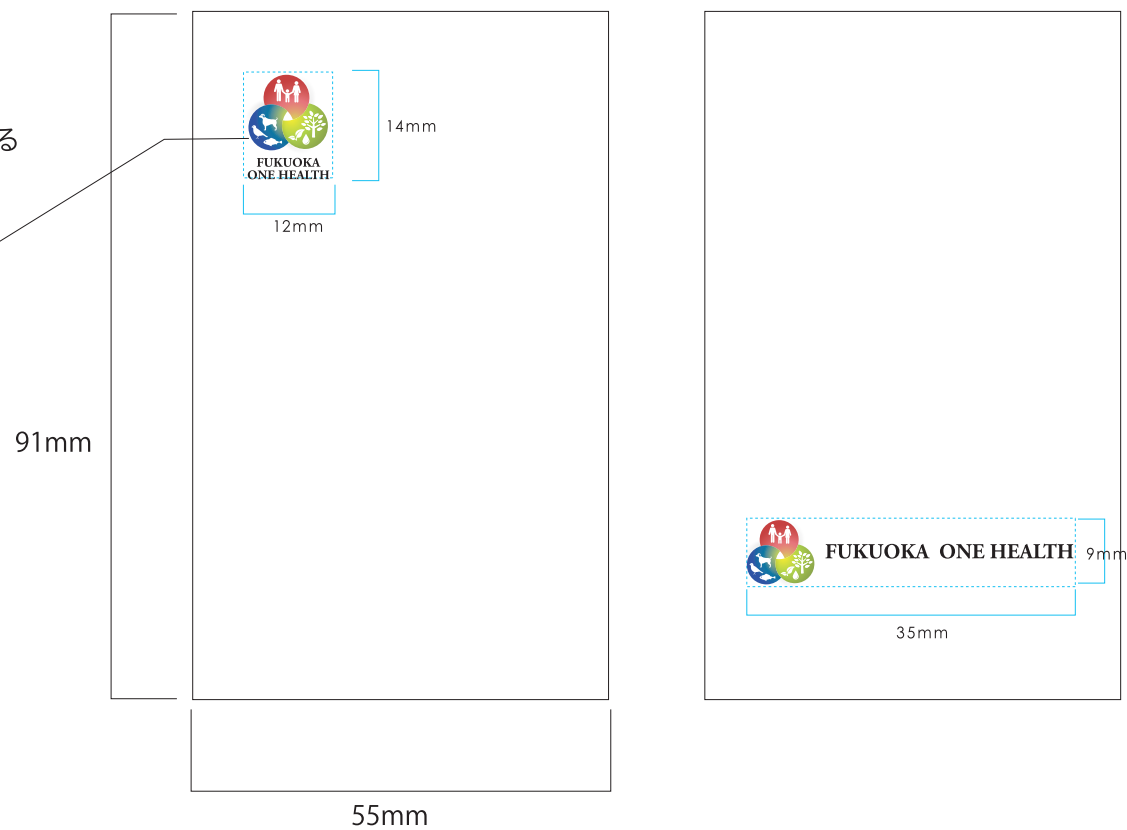 る
FUKUOKA
ONE HEALTH
14mm
12mm
91mm
55mm
FUKUOKA ONE HEALTH
9mm
35mm